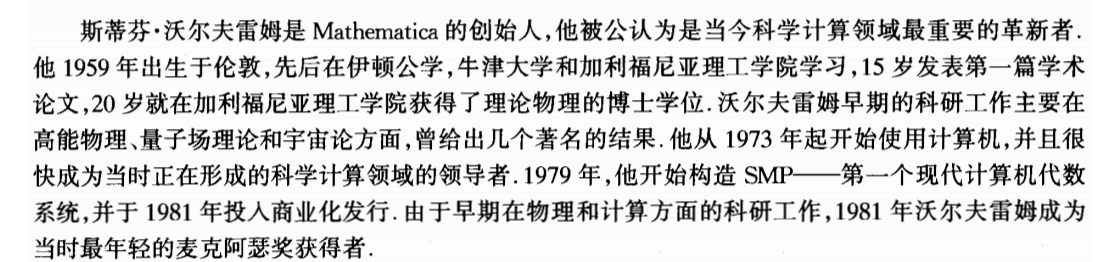 斯蒂芬·沃尔夫雷姆是 Mathematica 的创始人,他被公认为是当今科学计算领域最重要的革新者.
他 1959 年出生于伦敦,先后在伊顿公学,牛津大学和加利福尼亚理工学院学习,15 岁发表第一篇学术
论文,20 岁就在加利福尼亚理工学院获得了理论物理的博士学位.沃尔夫雷姆早期的科研工作主要在
高能物理、量子场理论和宇宙论方面,曾给出几个著名的结果.他从 1973 年起开始使用计算机,并且很
快成为当时正在形成的科学计算领域的领导者.1979 年,他开始构造 SMP——第一个现代计算机代数
系统,并于 1981 年投入商业化发行.由于早期在物理和计算方面的科研工作,1981 年沃尔夫雷姆成为
当时最年轻的麦克阿瑟奖获得者.